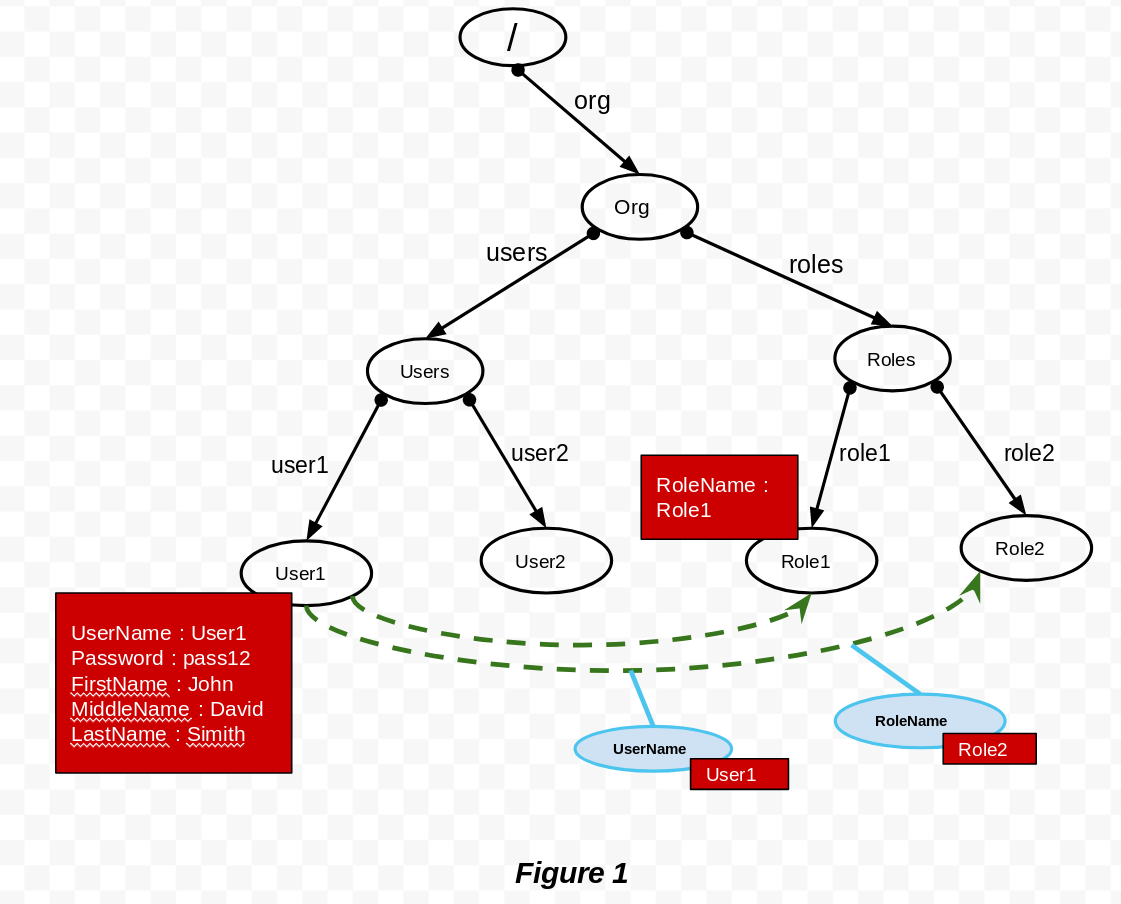 /
org
Org
users
roles
Users
Roles
user1
user2
role1
role2
RoleName :
Role1
User1
User2
Role1
Role2
UserName : User1
Password : pass12
FirstName : John
MiddleName : David
LastName : Simith
UserName
User1
RoleName
Role2
Figure 1